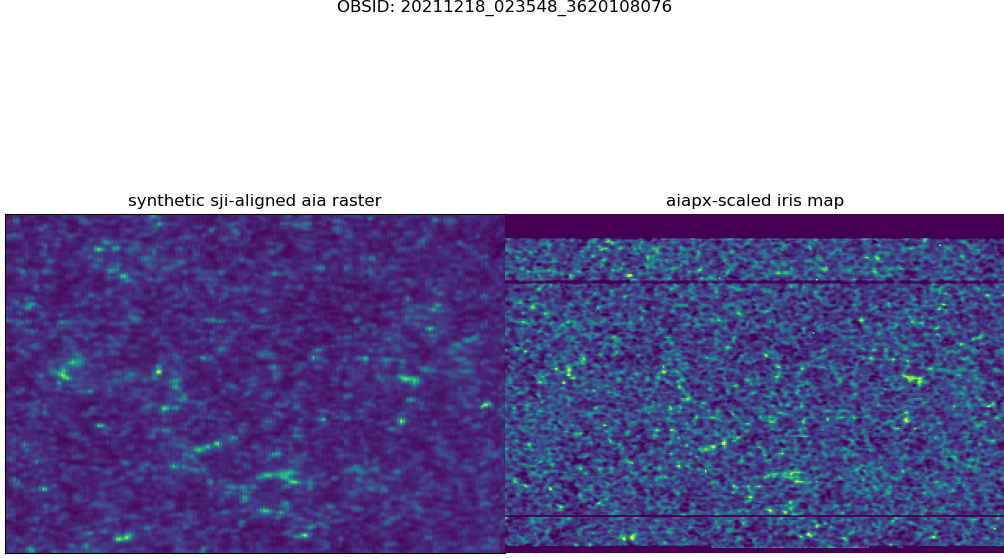 OBSID: 20211218_023548_3620108076
synthetic sji-aligned aia raster
aiapx-scaled iris map